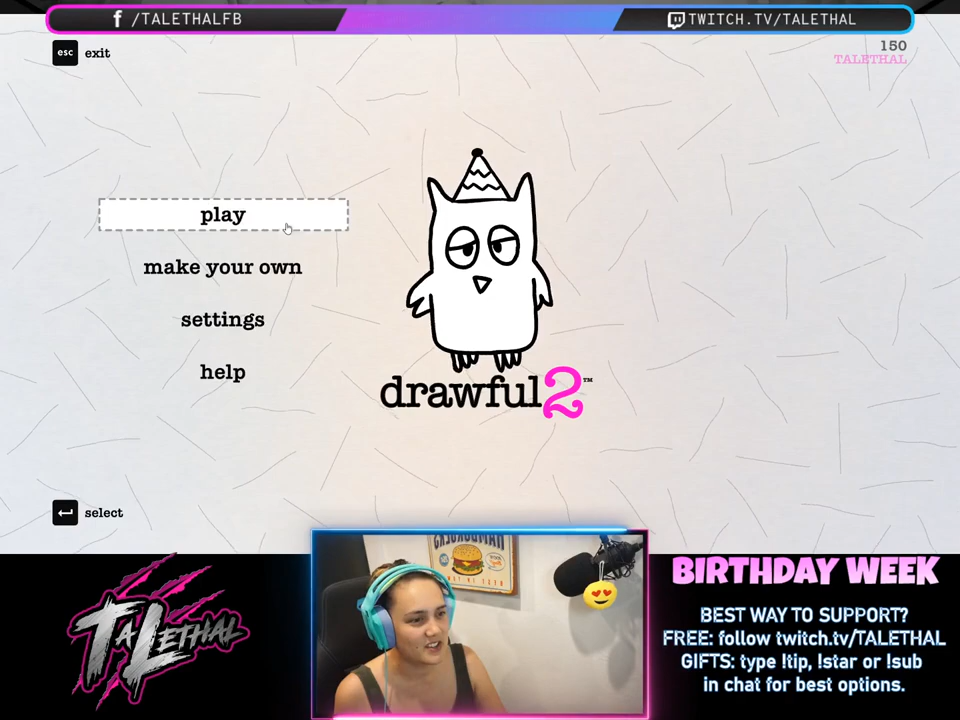 /TALETHALFB
TWITCH.TV/TALETHAL
esc exit
150
TALETHAL
play
make your own
settings
help
drawful2™
select
HAMBURGERS
TALETHAL
BIRTHDAY WEEK
BEST WAY TO SUPPORT?
FREE: follow twitch.tv/TALETHAL
GIFTS: type !tip, !star or !sub
in chat for best options.